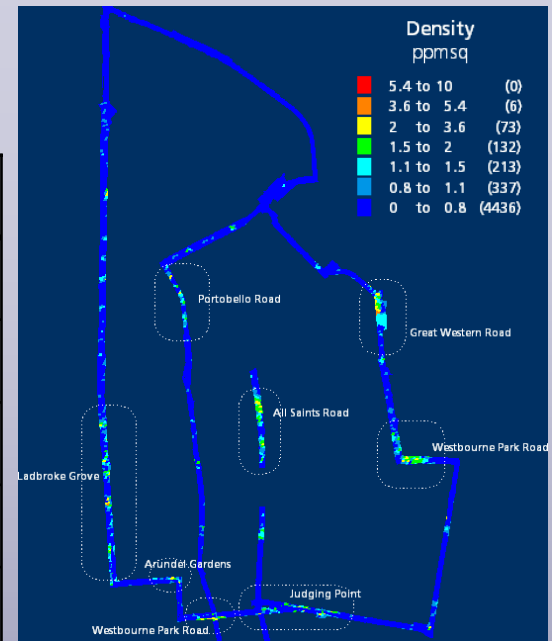 Density
ppmsq
5.4 to 10 (0)
3.6 to 5.4 (6)
2 to 3.6 (73)
1.5 to 2 (132)
1.1 to 1.5 (213)
0.8 to 1.1 (337)
0 to 0.8 (4436)
Portobello Road
Great Western Road
All Saints Road
Westbourne Park Road
Ladbroke Grove
Arundel Gardens
Judging Point
Westbourne Park Road.